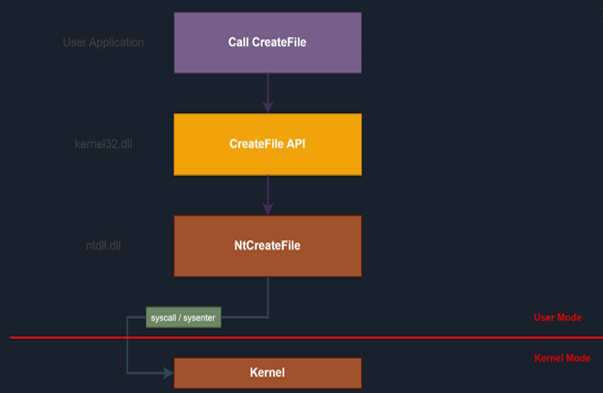 User Application
Call CreateFile
kernel32.dll
CreateFile API
ntdll.dll
NtCreateFile
syscall / sysenter
User Mode
Kernel Mode
Kernel